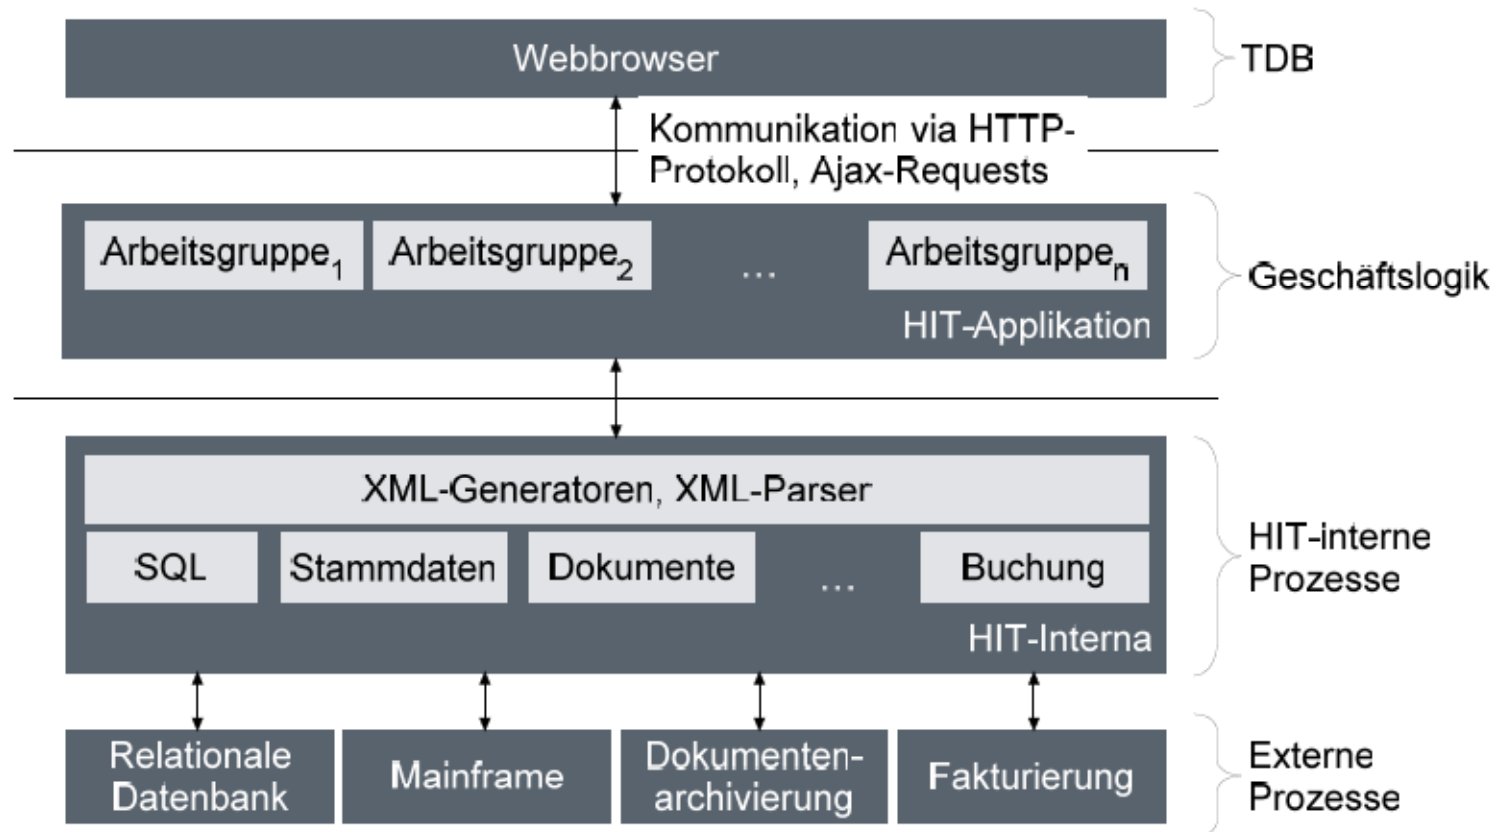 Webbrowser
TDB
Kommunikation via HTTP-
Protokoll, Ajax-Requests
Arbeitsgruppe1
Arbeitsgruppe2
...
Arbeitsgruppen
HIT-Applikation
Geschäftslogik
XML-Generatoren, XML-Parser
SQL
Stammdaten
Dokumente
...
Buchung
HIT-Interna
HIT-interne
Prozesse
Relationale
Datenbank
Mainframe
Dokumenten-
archivierung
Fakturierung
Externe
Prozesse